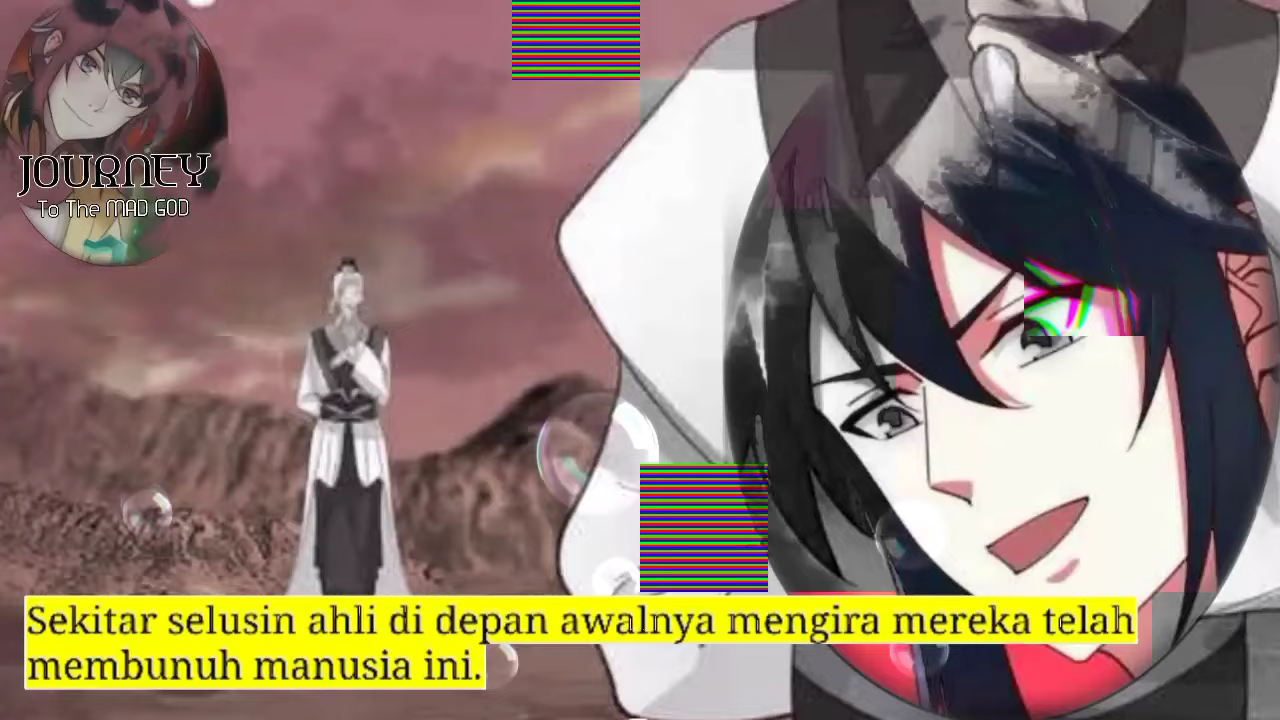 JOURNEY
To The MAD GOD
Sekitar selusin ahli di depan awalnya mengira mereka telah
membunuh manusia ini.